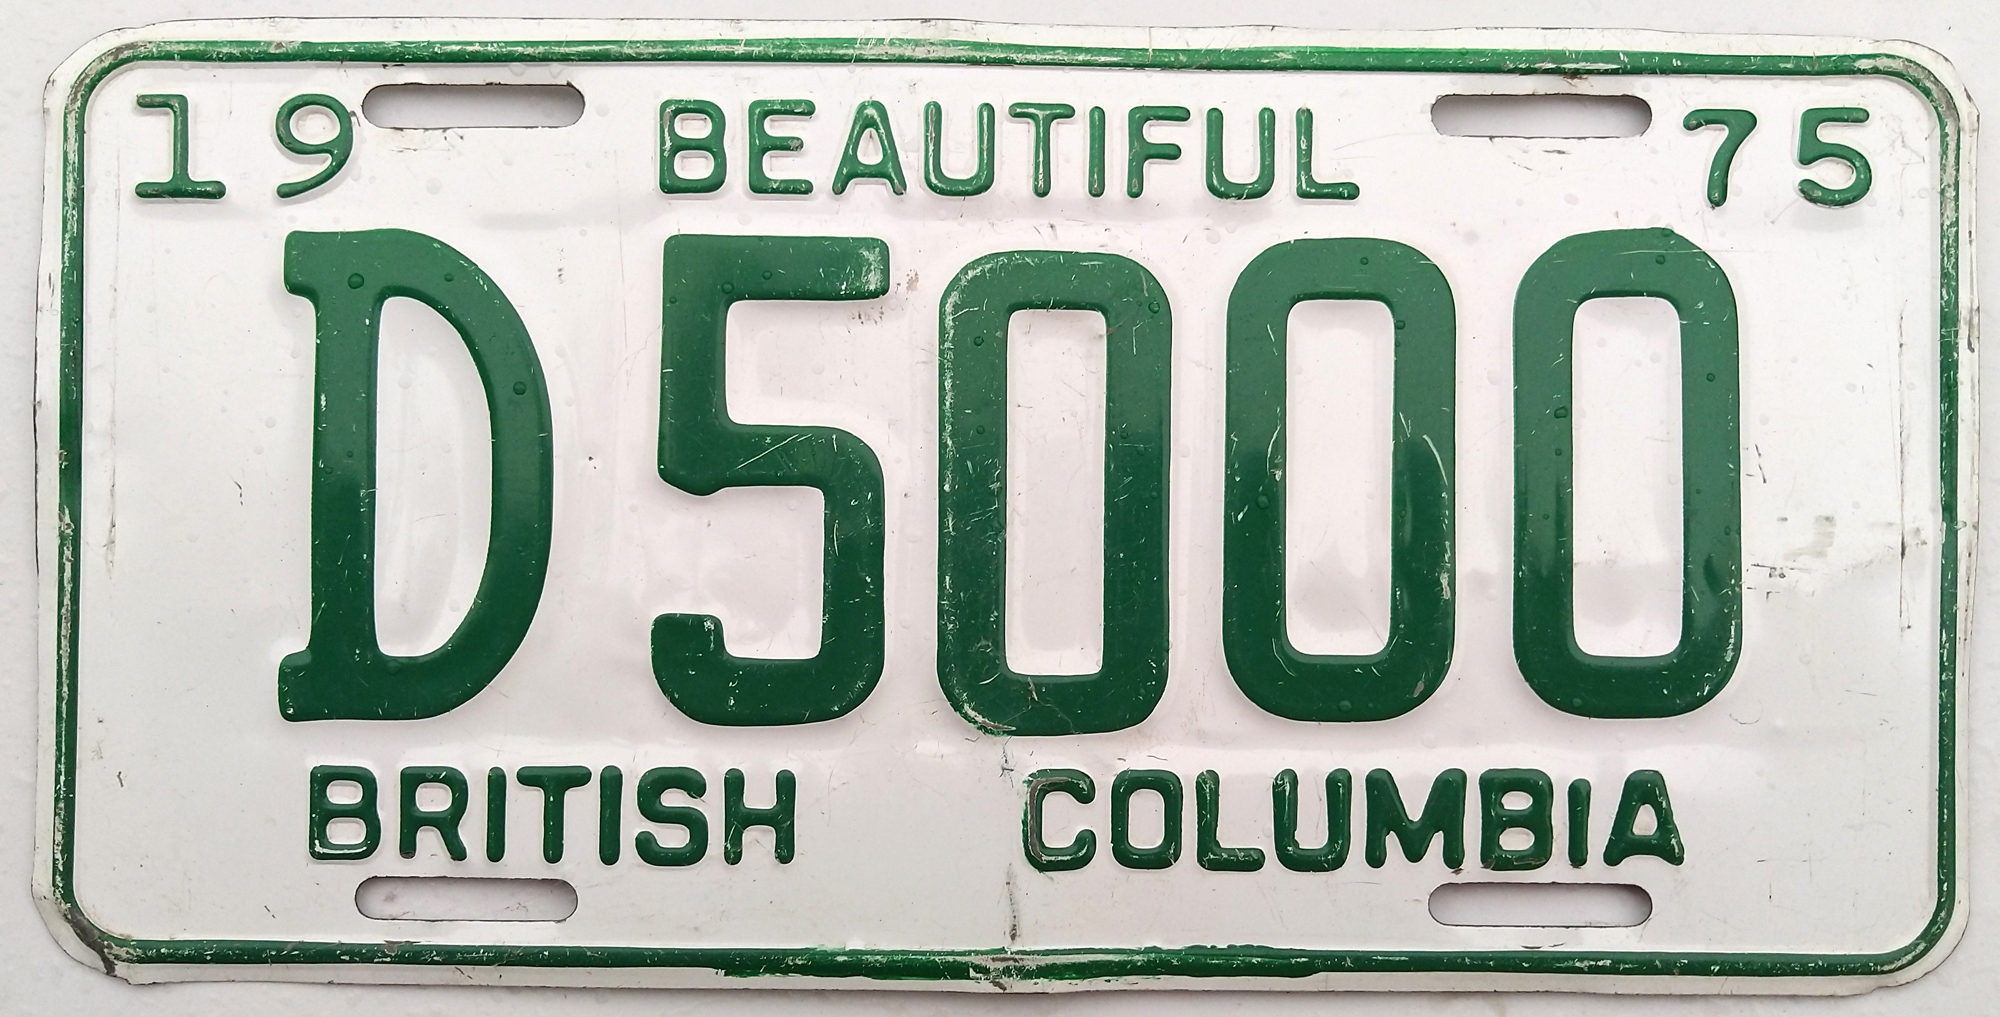 19 BEAUTIFUL 75
D5000
BRITISH COLUMBIA